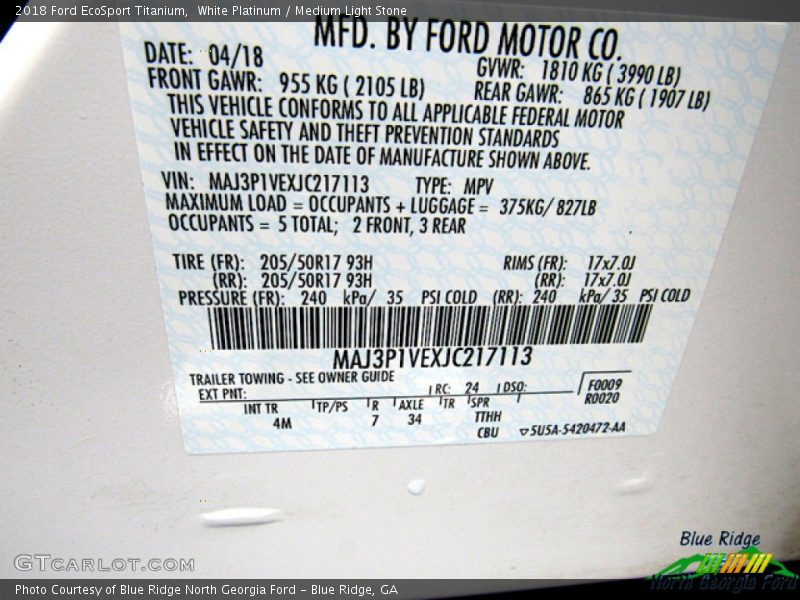 2018 Ford EcoSport Titanium,  White Platinum / Medium Light Stone
MFD. BY FORD MOTOR CO.
DATE: 04/18 GVWR: 1810 KG ( 3990 LB)
FRONT GAWR: 955 KG ( 2105 LB) REAR GAWR: 865 KG ( 1907 LB)
THIS VEHICLE CONFORMS TO ALL APPLICABLE FEDERAL MOTOR
VEHICLE SAFETY AND THEFT PREVENTION STANDARDS
IN EFFECT ON THE DATE OF MANUFACTURE SHOWN ABOVE.
VIN: MAJ3P1VEXJC217113 TYPE: MPV
MAXIMUM LOAD = OCCUPANTS + LUGGAGE = 375KG/ 827LB
OCCUPANTS = 5 TOTAL; 2 FRONT, 3 REAR
TIRE (FR): 205/50R17 93H RIMS (FR): 17x7.0J
(RR): 205/50R17 93H (RR): 17x7.0J
PRESSURE (FR): 240 kPa/ 35 PSI COLD (RR): 240 kPa/ 35 PSI COLD
MAJ3P1VEXJC217113
TRAILER TOWING - SEE OWNER GUIDE
EXT PNT: RC: 24 DSO: F0009
R0020
INT TR TP/PS R AXLE TR SPR
4M 7 34 TTHH
CBU 5U5A-5420472-AA
Blue Ridge
North Georgia Ford
GTcarlot.com
Photo Courtesy of Blue Ridge North Georgia Ford – Blue Ridge, GA